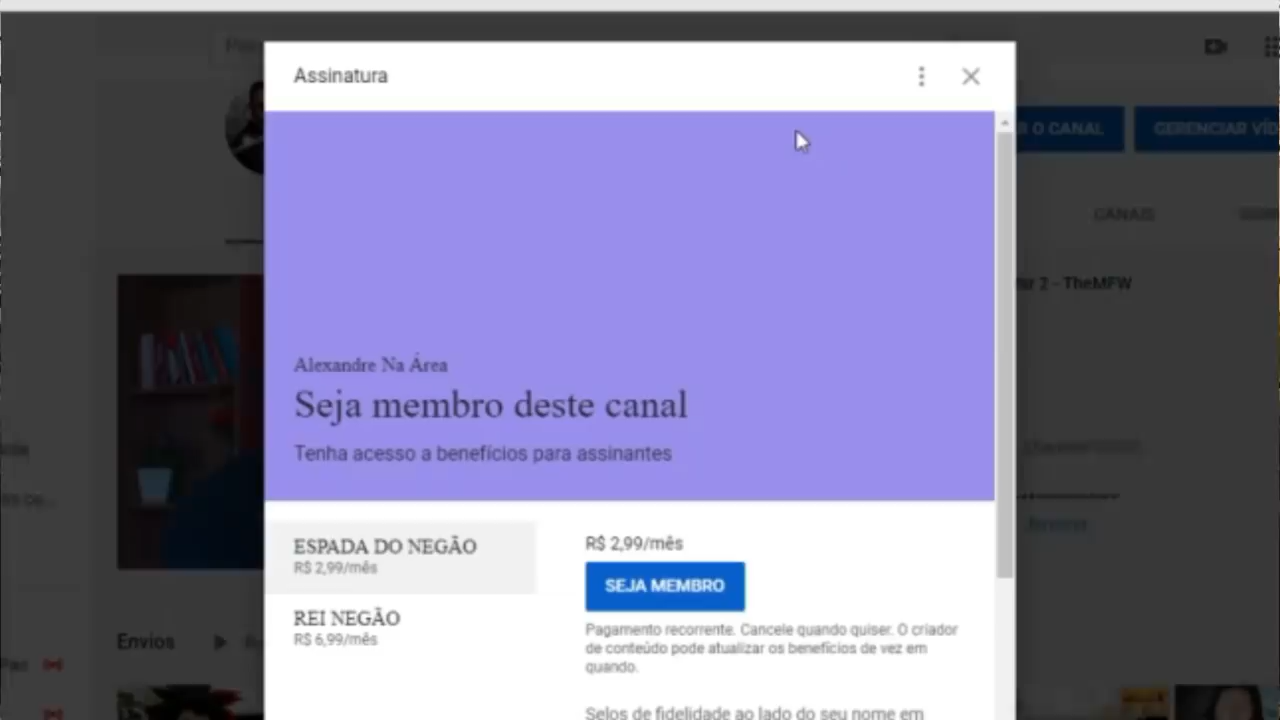 Assinatura
O CANAL
GERENCIAR
CANAIS
2 - TheMFW
Alexandre Na Área
Seja membro deste canal
Tenha acesso a benefícios para assinantes
ESPADA DO NEGÃO
R$ 2,99/mês
REI NEGÃO
R$ 6,99/mês
R$ 2,99/mês
SEJA MEMBRO
Pagamento recorrente. Cancele quando quiser. O criador
de conteúdo pode atualizar os benefícios de vez em
quando.
Selos de fidelidade ao lado do seu nome em
Envios